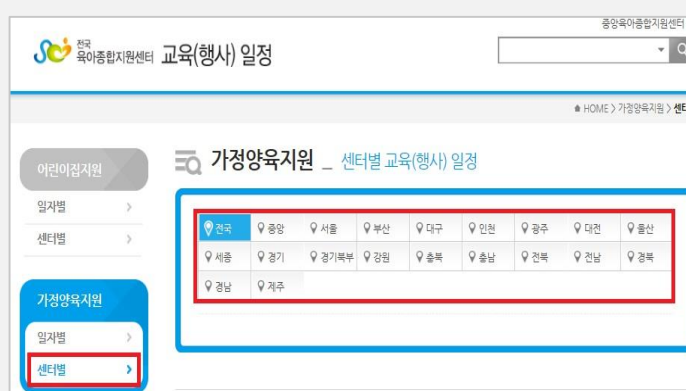 중앙육아종합지원센터
전국
육아종합지원센터 교육(행사) 일정
HOME > 가정양육지원 > 센터
어린이집지원
일자별 >
센터별 >
가정양육지원
일자별 >
센터별 >
가정양육지원 _ 센터별 교육(행사) 일정
전국 중앙 서울 부산 대구 인천 광주 대전 울산
세종 경기 경기북부 강원 충북 충남 전북 전남 경북
경남 제주